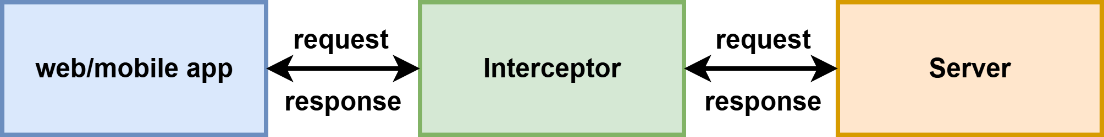 web/mobile app
request
response
Interceptor
request
response
Server